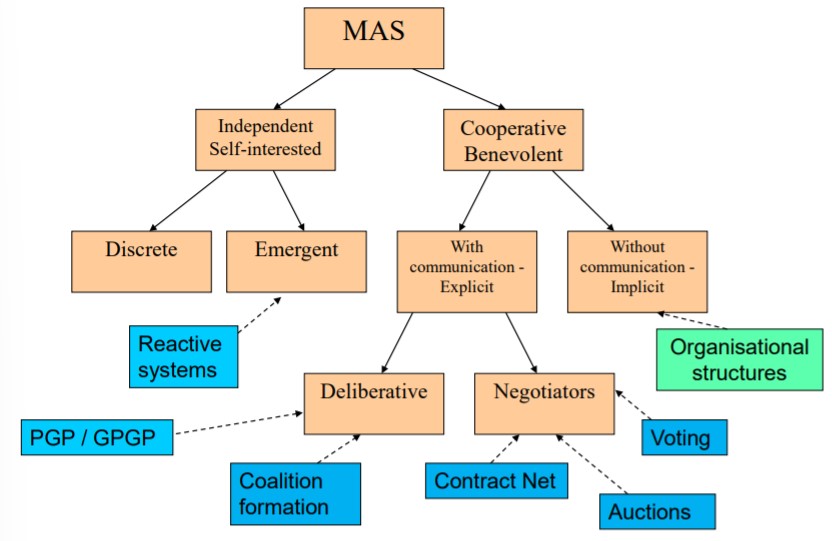 MAS
Independent
Self-interested
Cooperative
Benevolent
Discrete
Emergent
With
communication -
Explicit
Without
communication -
Implicit
Reactive
systems
Organisational
structures
Deliberative
Negotiators
PGP / GPGP
Voting
Coalition
formation
Contract Net
Auctions